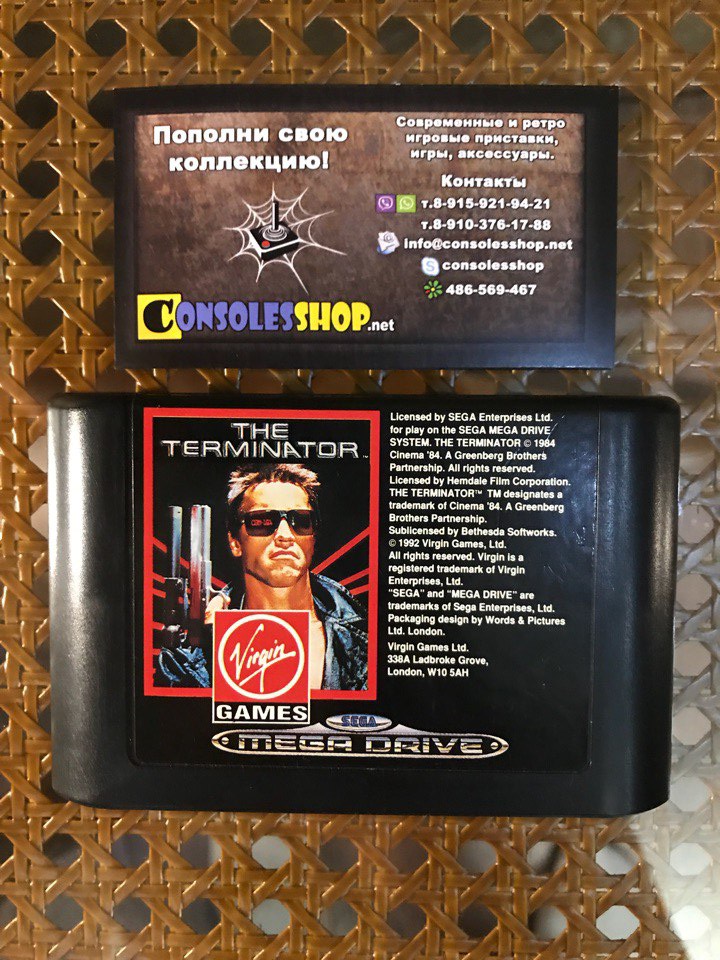 Пополни свою
коллекцию!
Современные и ретро
игровые приставки,
игры, аксессуары.
Контакты
т.8-915-921-94-21
т.8-910-376-17-88
info@consolesshop.net
consolesshop
486-569-467
CONSOLESSHOP.net
THE
TERMINATOR™
Licensed by SEGA Enterprises Ltd.
for play on the SEGA MEGA DRIVE
SYSTEM. THE TERMINATOR © 1984
Cinema '84. A Greenberg Brothers
Partnership. All rights reserved.
Licensed by Hemdale Film Corporation.
THE TERMINATOR™ TM designates a
trademark of Cinema '84. A Greenberg
Brothers Partnership.
Sublicensed by Bethesda Softworks.
© 1992 Virgin Games, Ltd.
All rights reserved. Virgin is a
registered trademark of Virgin
Enterprises, Ltd.
"SEGA" and "MEGA DRIVE" are
trademarks of Sega Enterprises, Ltd.
Packaging design by Words & Pictures
Ltd. London.
Virgin Games Ltd.
338A Ladbroke Grove,
London, W10 5AH
Virgin
GAMES
SEGA
MEGA DRIVE